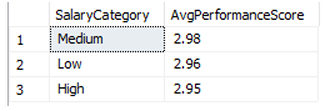 SalaryCategory AvgPerformanceScore
1 Medium 2.98
2 Low 2.96
3 High 2.95